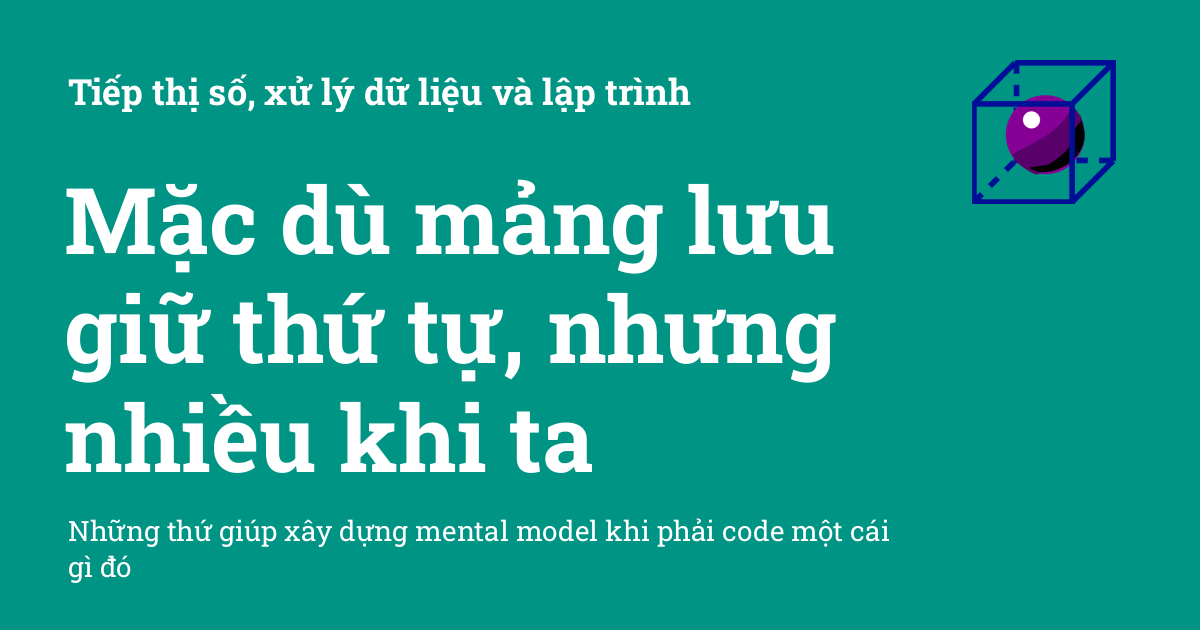 Tiếp thị số, xử lý dữ liệu và lập trình
Mặc dù mảng lưu
giữ thứ tự, nhưng
nhiều khi ta
Những thứ giúp xây dựng mental model khi phải code một cái
gì đó